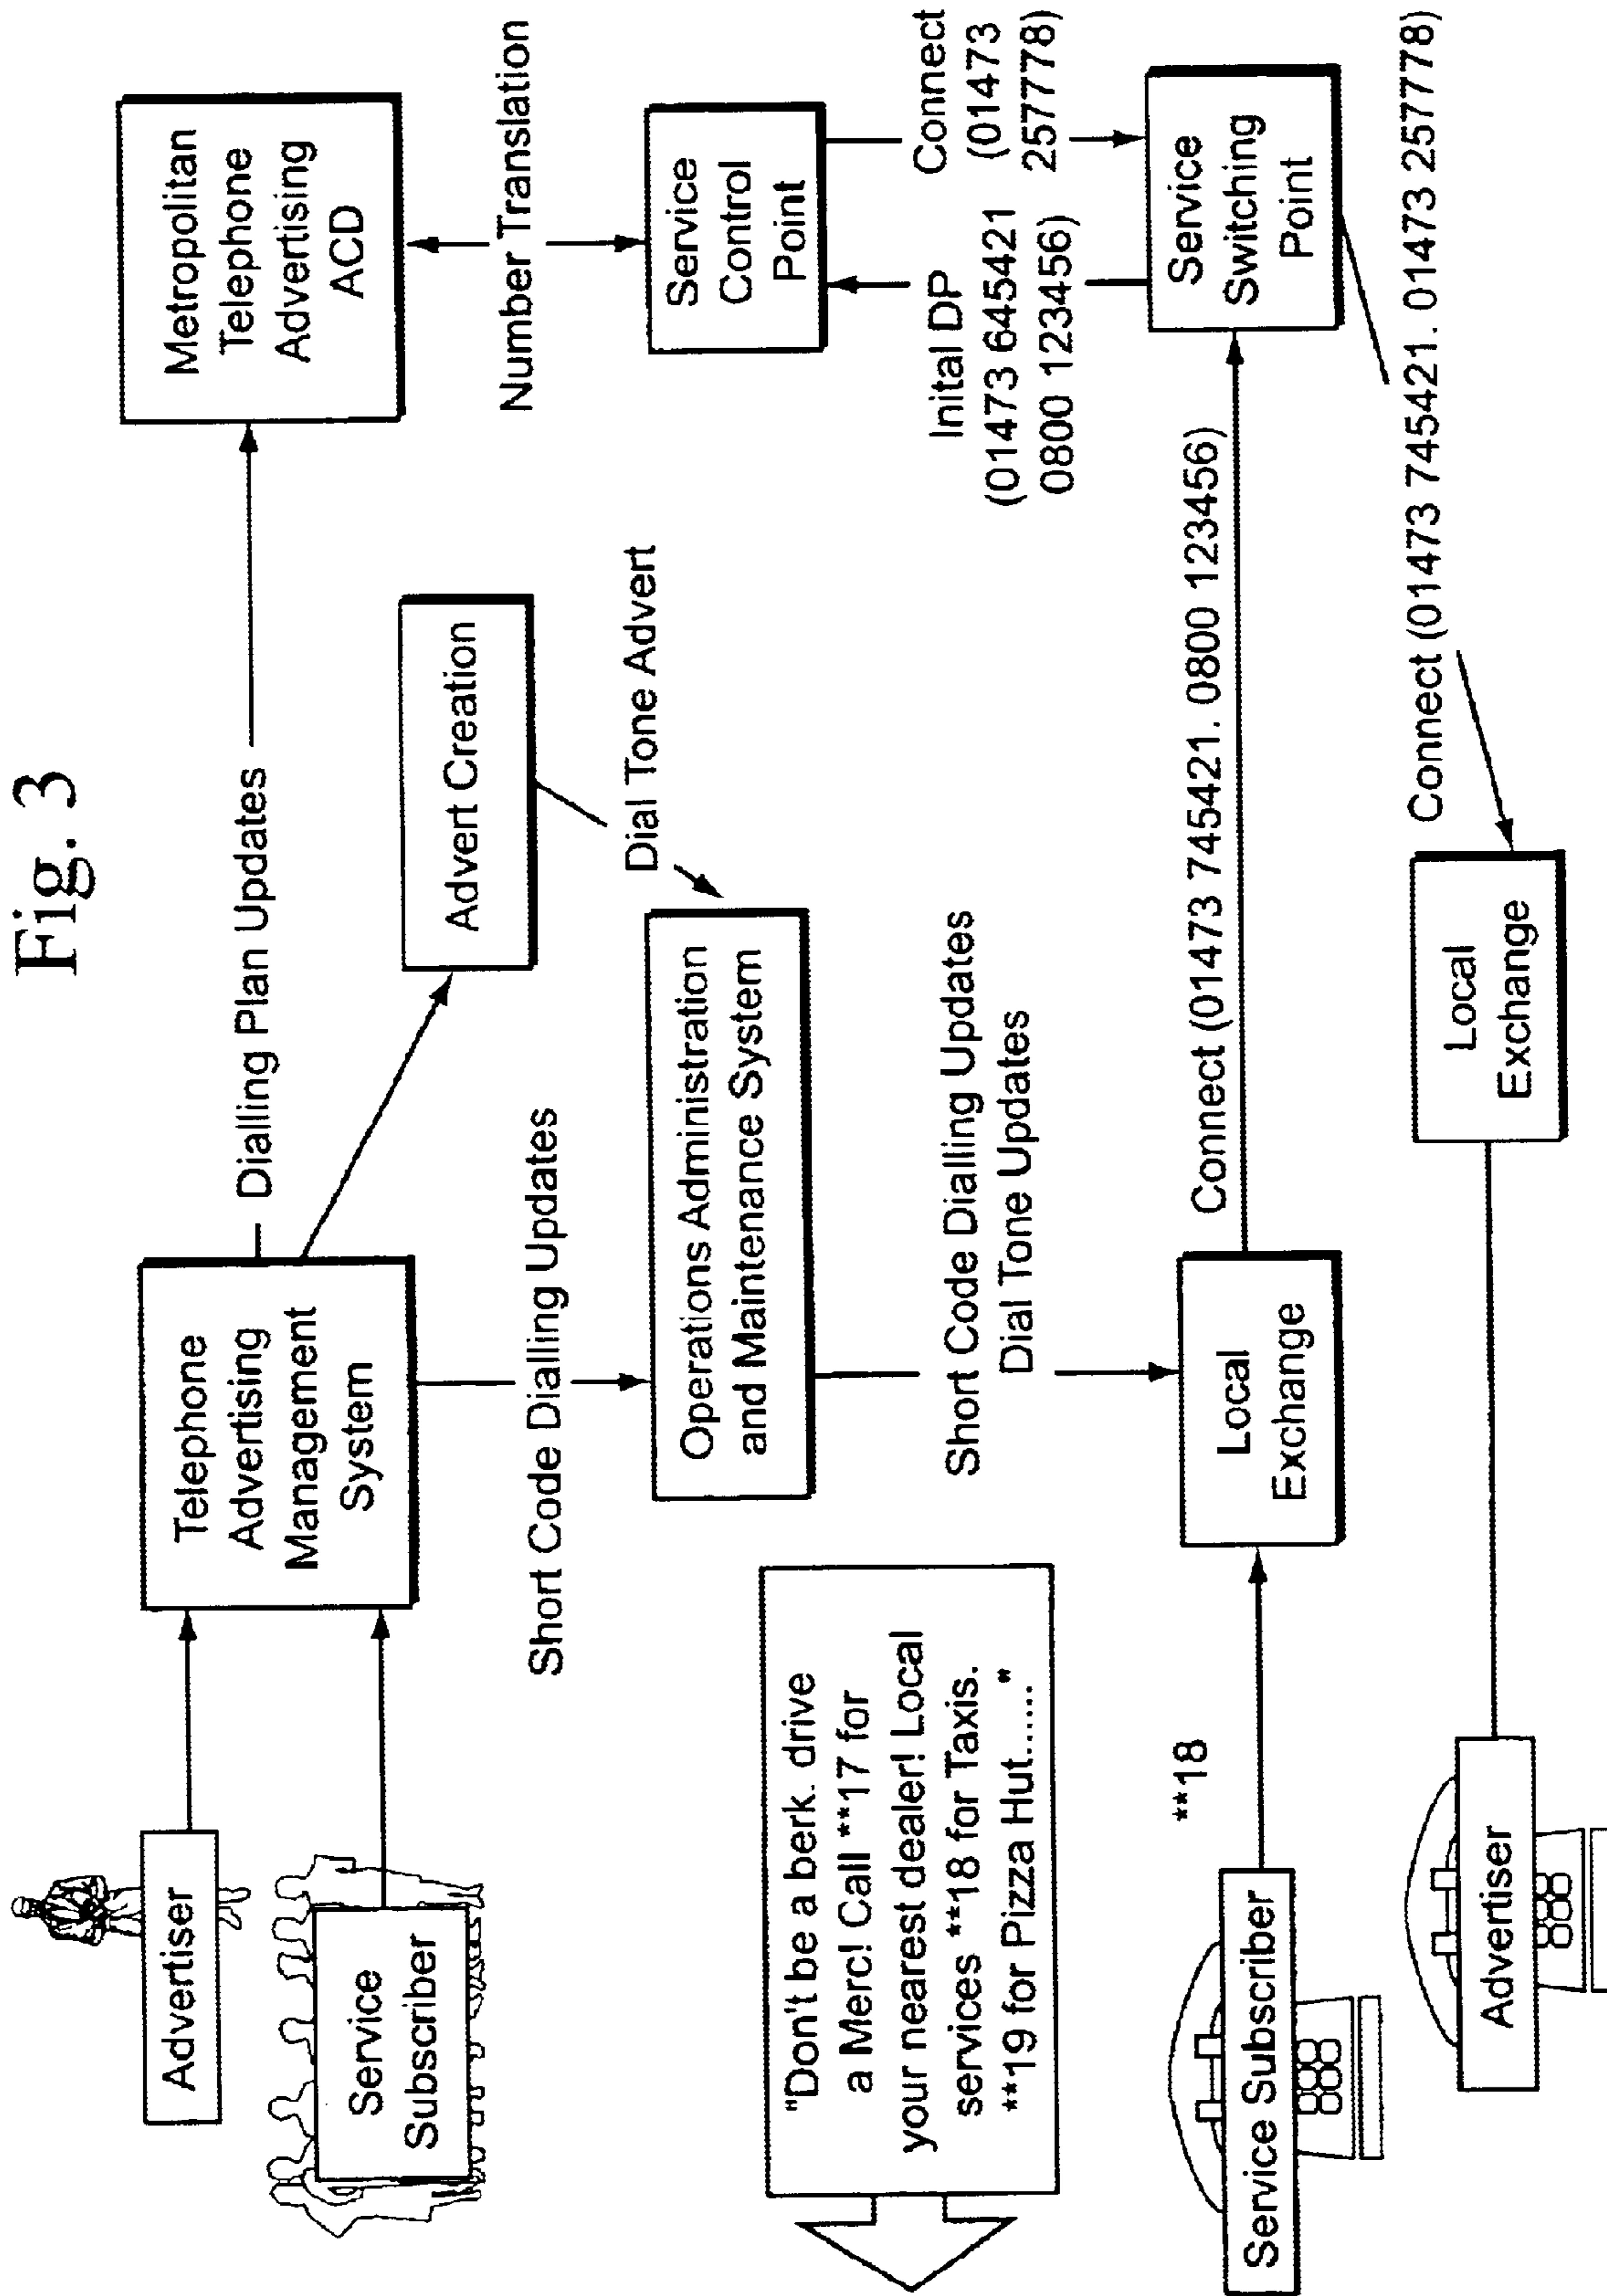 Fig. 3
Advertiser
Service
Subscriber
Telephone
Advertising
Management
System
Dialling Plan Updates
Metropolitan
Telephone
Advertising
ACD
Advert Creation
Short Code Dialling Updates
Dial Tone Advert
Number Translation
Operations Administration
and Maintenance System
Service
Control
Point
"Don't be a berk. drive
a Merc! Call **17 for
your nearest dealer! Local
services **18 for Taxis.
**19 for Pizza Hut......"
Short Code Dialling Updates
Dial Tone Updates
Inital DP
(01473 645421
0800 123456)
Connect
(01473
257778)
Service Subscriber
**18
Local
Exchange
Connect (01473 745421. 0800 123456)
Service
Switching
Point
Advertiser
Local
Exchange
Connect (01473 745421. 01473 257778)